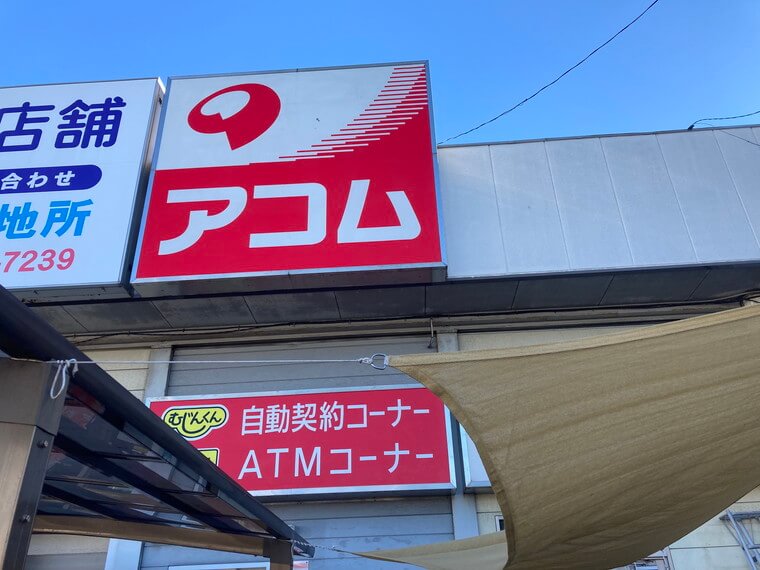 店舗
合わせ
地所
-7239
アコム
むじんくん
自動契約コーナー
ATMコーナー